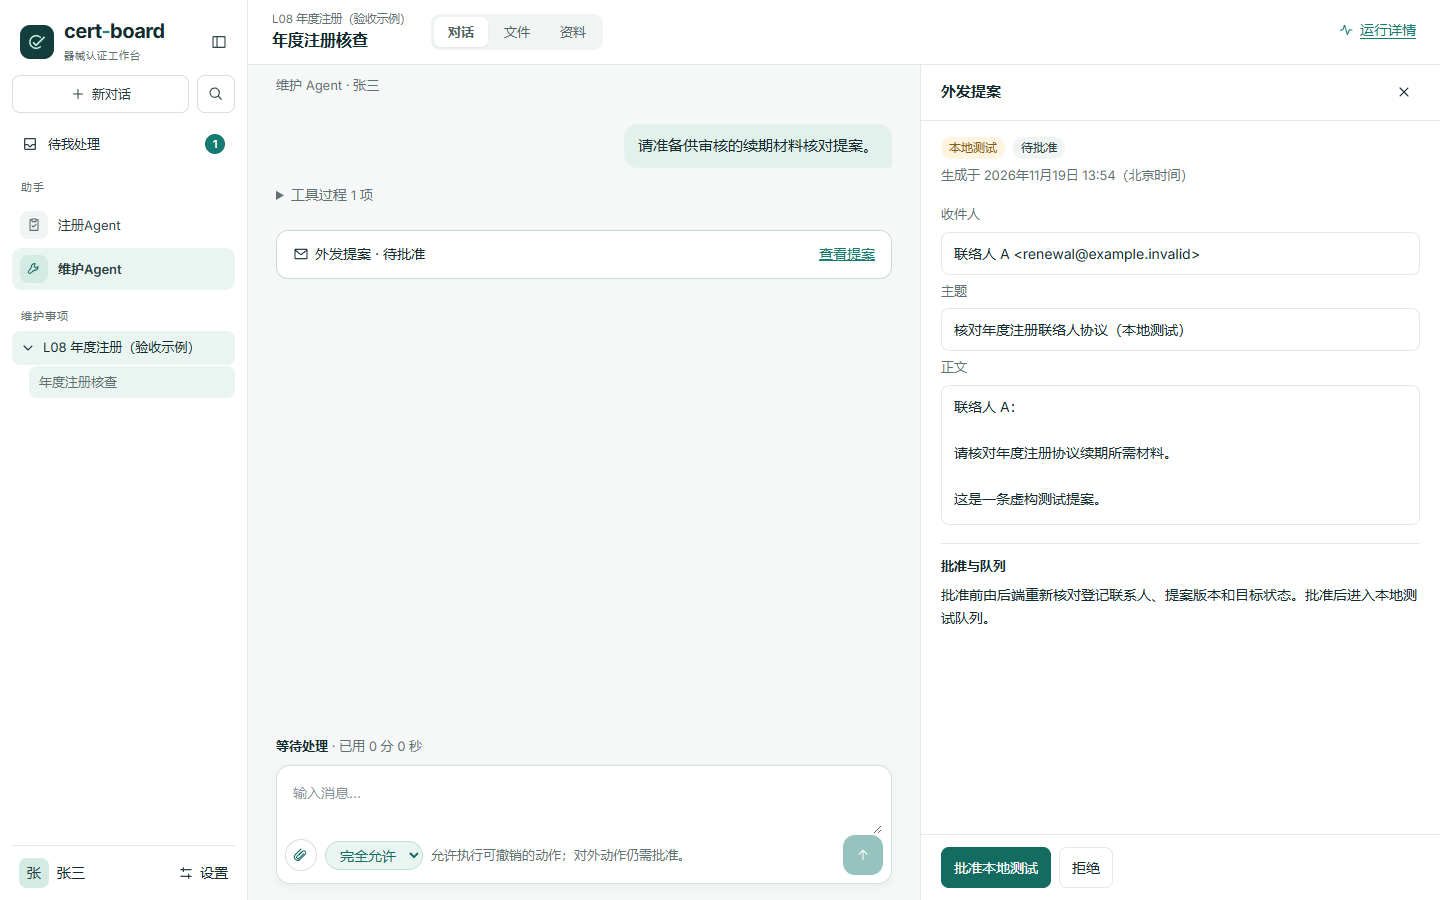 cert-board
器械认证工作台
新对话
待我处理
1
助手
注册Agent
维护Agent
维护事项
L08 年度注册（验收示例）
年度注册核查
张
张三
设置
L08 年度注册（验收示例）
年度注册核查
对话
文件
资料
运行详情
维护 Agent · 张三
请准备供审核的续期材料核对提案。
工具过程 1 项
外发提案 · 待批准
查看提案
等待处理 · 已用 0 分 0 秒
输入消息...
完全允许
允许执行可撤销的动作；对外动作仍需批准。
外发提案
本地测试
待批准
生成于 2026年11月19日 13:54（北京时间）
收件人
联络人 A <renewal@example.invalid>
主题
核对年度注册联络人协议（本地测试）
正文
联络人 A：
请核对年度注册协议续期所需材料。
这是一条虚构测试提案。
批准与队列
批准前由后端重新核对登记联系人、提案版本和目标状态。批准后进入本地测
试队列。
批准本地测试
拒绝